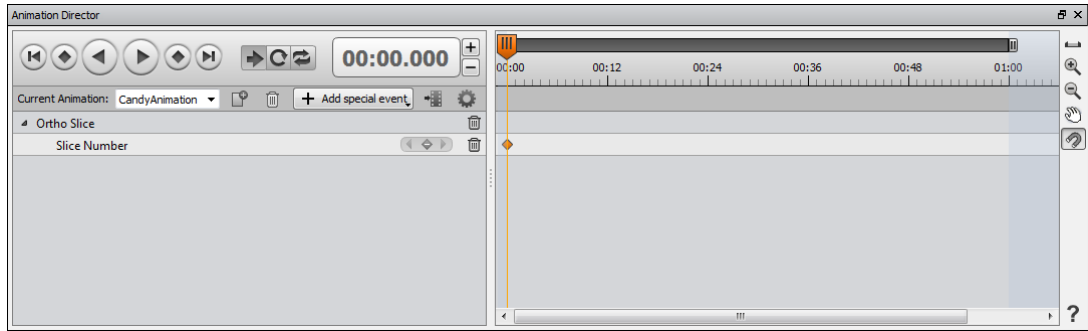 Animation Director
00:00.000
00:00 00:12 00:24 00:36 00:48 01:00
Current Animation: CandyAnimation Add special event
Ortho Slice
Slice Number
?